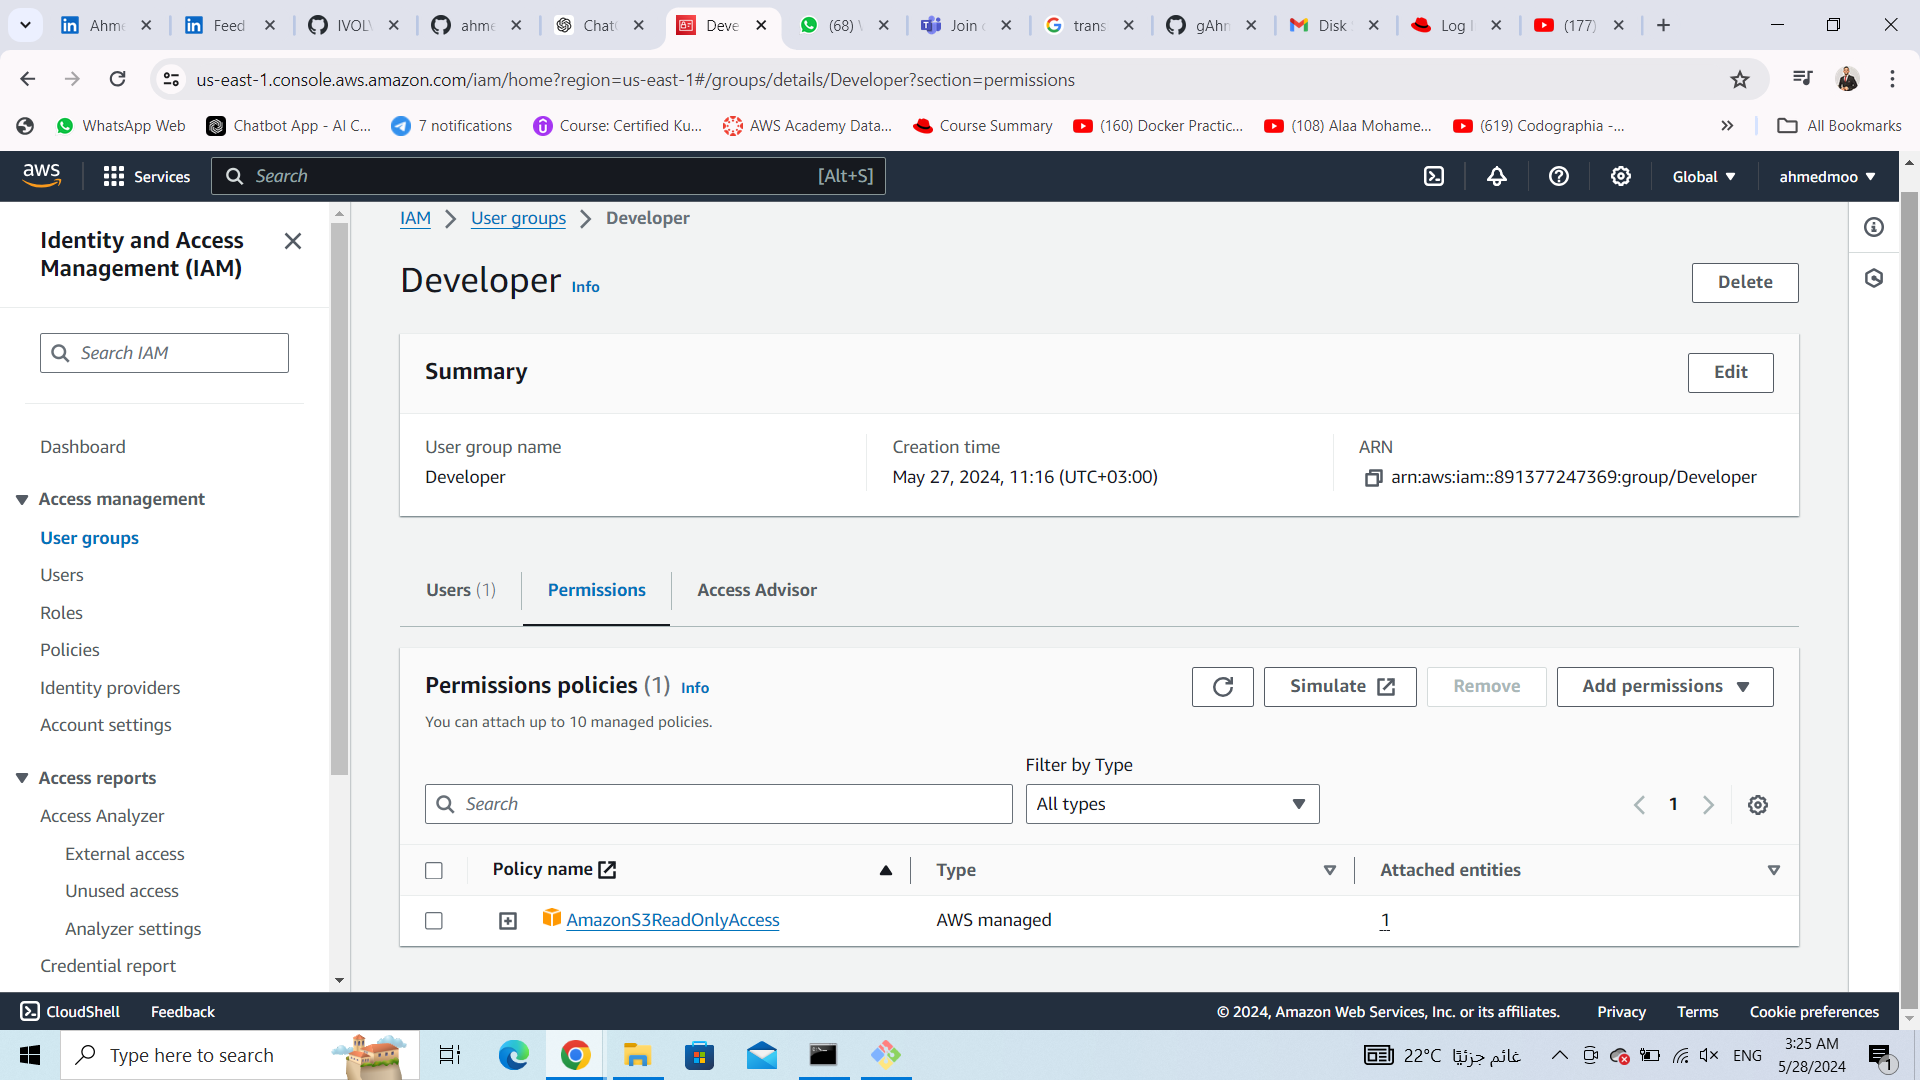 Ahme
Feed
IVOLV
ahme
Chat
Deve
(68) W
Join
trans
gAhn
Disk
Log I
(177)
us-east-1.console.aws.amazon.com/iam/home?region=us-east-1#/groups/details/Developer?section=permissions
WhatsApp Web
Chatbot App - AI C...
7 notifications
Course: Certified Ku...
AWS Academy Data...
Course Summary
(160) Docker Practic...
(108) Alaa Mohame...
(619) Codographia -...
All Bookmarks
aws
Services
Search
[Alt+S]
Global
ahmedmoo
Identity and Access
Management (IAM)
Search IAM
Dashboard
Access management
User groups
Users
Roles
Policies
Identity providers
Account settings
Access reports
Access Analyzer
External access
Unused access
Analyzer settings
Credential report
IAM
User groups
Developer
Developer Info
Delete
Summary
Edit
User group name
Developer
Creation time
May 27, 2024, 11:16 (UTC+03:00)
ARN
arn:aws:iam::891377247369:group/Developer
Users (1)
Permissions
Access Advisor
Permissions policies (1) Info
You can attach up to 10 managed policies.
Simulate
Remove
Add permissions
Filter by Type
Search
All types
1
Policy name
Type
Attached entities
AmazonS3ReadOnlyAccess
AWS managed
1
CloudShell
Feedback
© 2024, Amazon Web Services, Inc. or its affiliates.
Privacy
Terms
Cookie preferences
Type here to search
22°C غائم جزئيًا
ENG
3:25 AM
5/28/2024
1